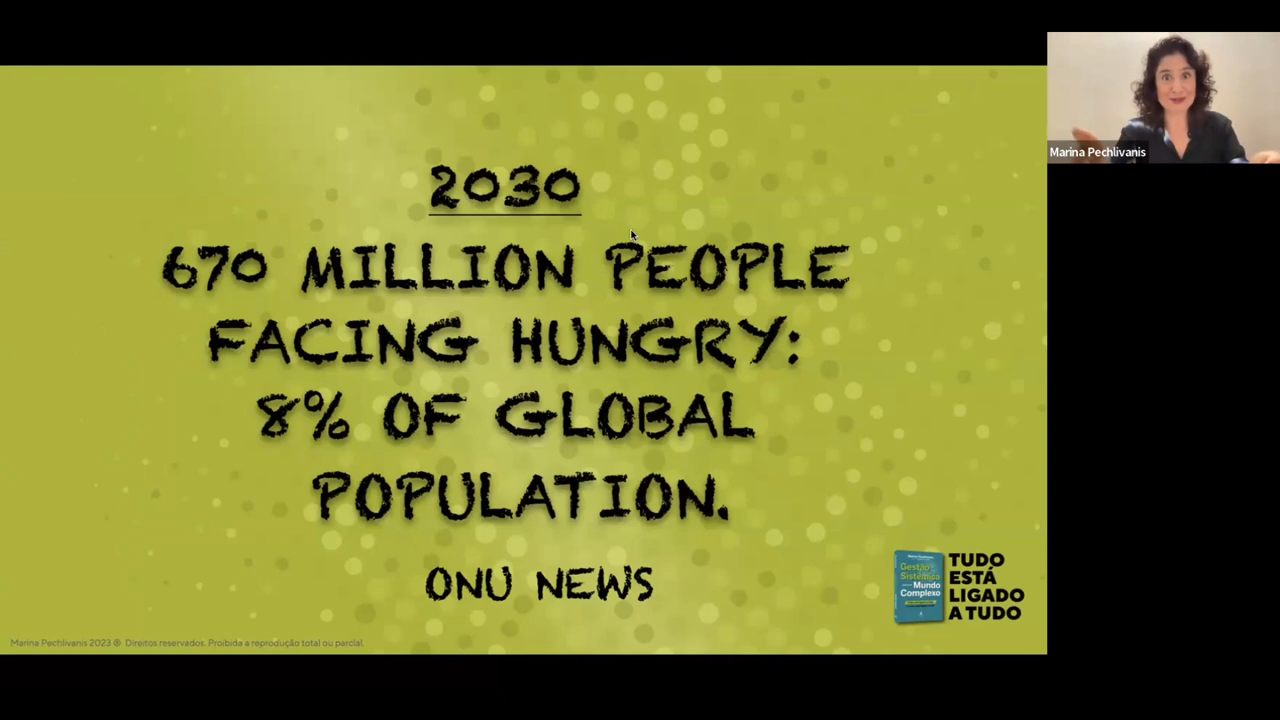 2030
670 MILLION PEOPLE
FACING HUNGRY:
8% OF GLOBAL
POPULATION.
ONU NEWS
Marina Pechlivanis
Gestão
Sistêmica
Mundo
Complexo
TUDO
ESTÁ
LIGADO
A TUDO
Marina Pechlivanis 2023 ® Direitos reservados. Proibida a reprodução total ou parcial.